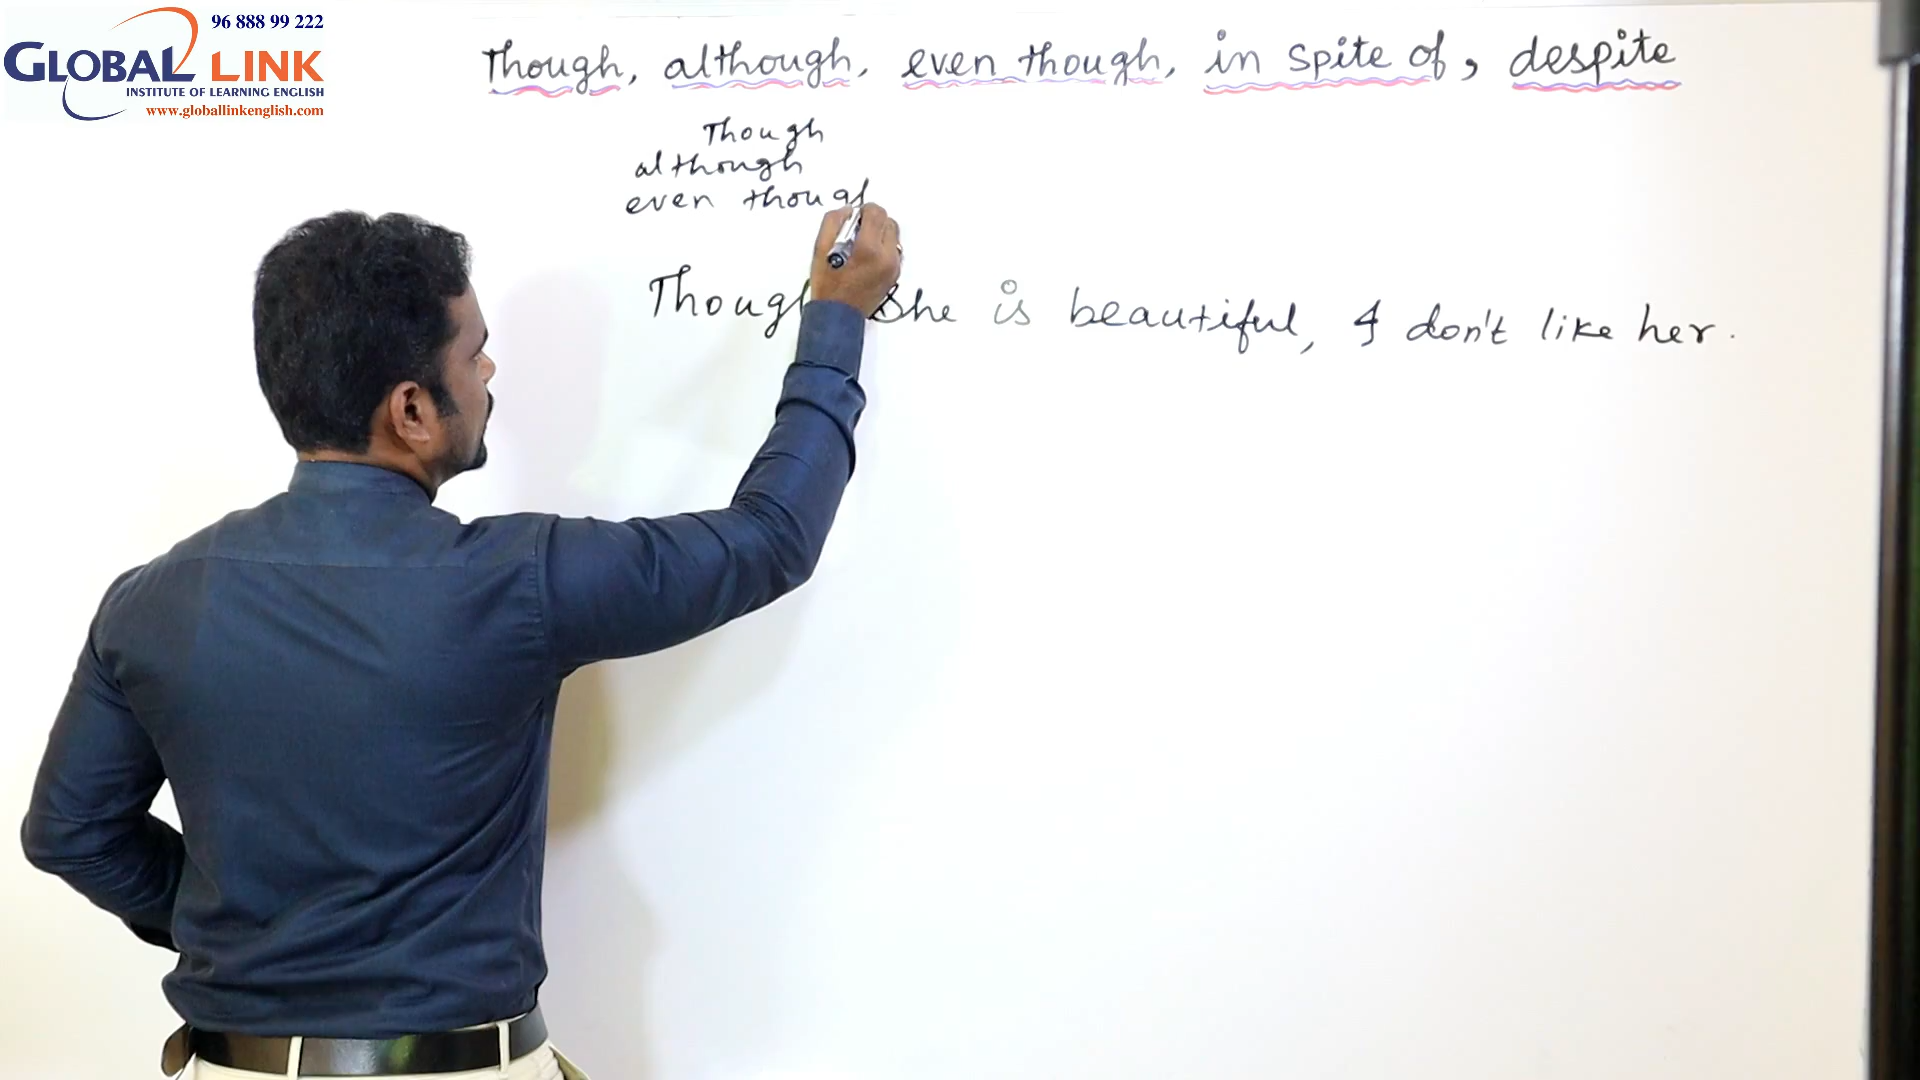 96 888 99 222
GLOBAL LINK
INSTITUTE OF LEARNING ENGLISH
www.globallinkenglish.com
Though, although, even though, in spite of, despite
Though
although
even though
Though She is beautiful, I don't like her.